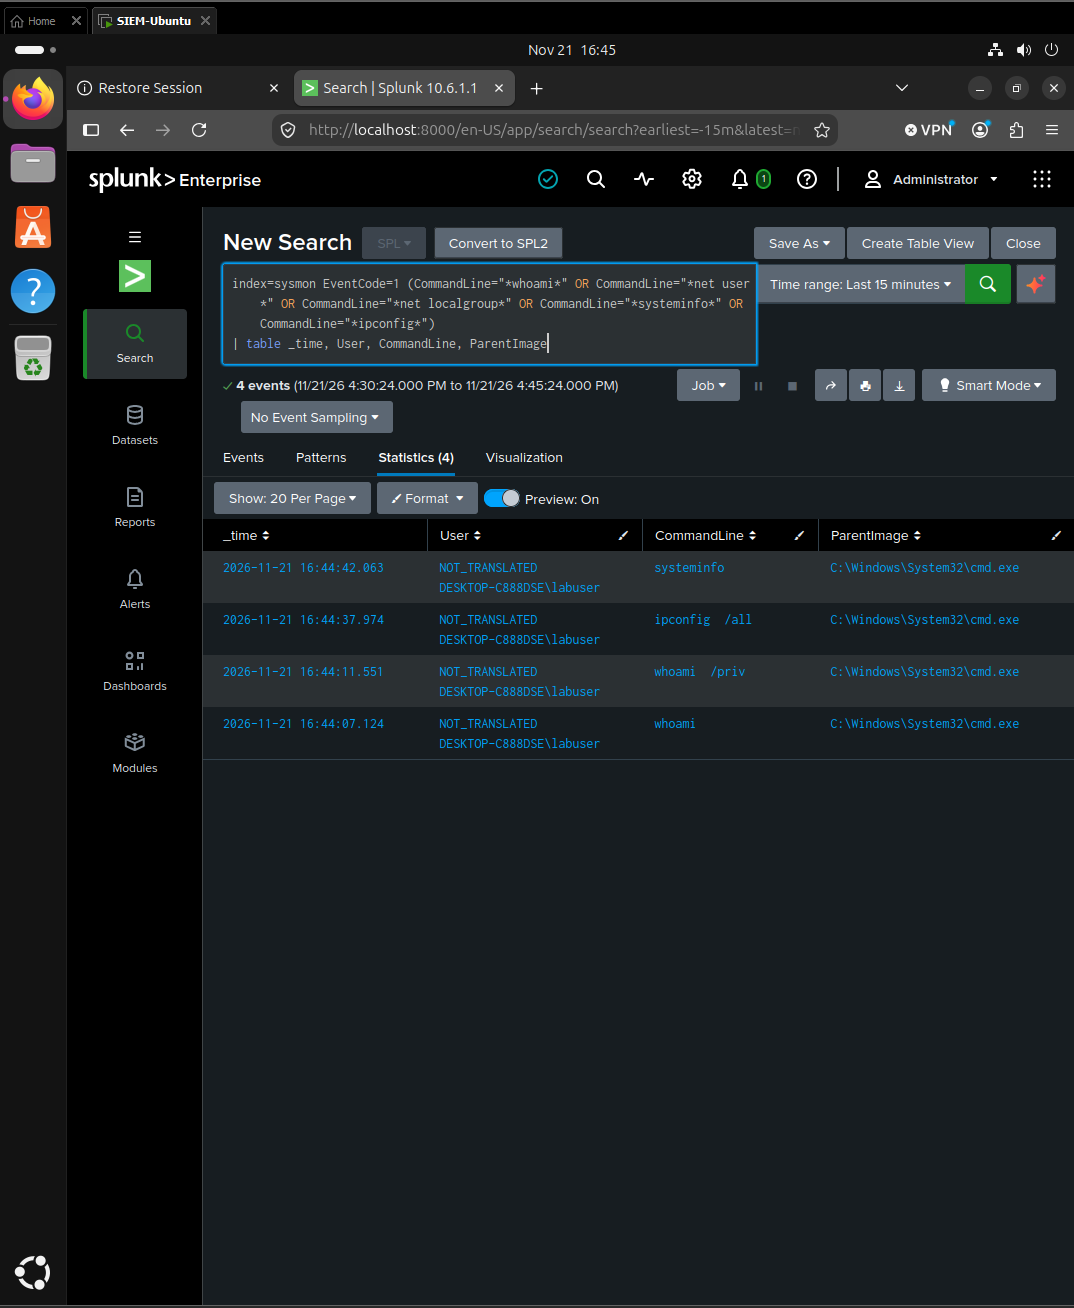 Home
SIEM-Ubuntu
Nov 21 16:45
Restore Session
Search | Splunk 10.6.1.1
http://localhost:8000/en-US/app/search/search?earliest=-15m&latest=n
VPN
splunk> Enterprise
1
Administrator
New Search
SPL
Convert to SPL2
Save As
Create Table View
Close
index=sysmon EventCode=1 (CommandLine="*whoami*" OR CommandLine="*net user
*" OR CommandLine="*net localgroup*" OR CommandLine="*systeminfo*" OR
CommandLine="*ipconfig*")
| table _time, User, CommandLine, ParentImage
Time range: Last 15 minutes
Search
Datasets
Reports
Alerts
Dashboards
Modules
4 events (11/21/26 4:30:24.000 PM to 11/21/26 4:45:24.000 PM)
Job
Smart Mode
No Event Sampling
Events
Patterns
Statistics (4)
Visualization
Show: 20 Per Page
Format
Preview: On
_time
User
CommandLine
ParentImage
2026-11-21 16:44:42.063
NOT_TRANSLATED
DESKTOP-C888DSE\labuser
systeminfo
C:\Windows\System32\cmd.exe
2026-11-21 16:44:37.974
NOT_TRANSLATED
DESKTOP-C888DSE\labuser
ipconfig  /all
C:\Windows\System32\cmd.exe
2026-11-21 16:44:11.551
NOT_TRANSLATED
DESKTOP-C888DSE\labuser
whoami  /priv
C:\Windows\System32\cmd.exe
2026-11-21 16:44:07.124
NOT_TRANSLATED
DESKTOP-C888DSE\labuser
whoami
C:\Windows\System32\cmd.exe